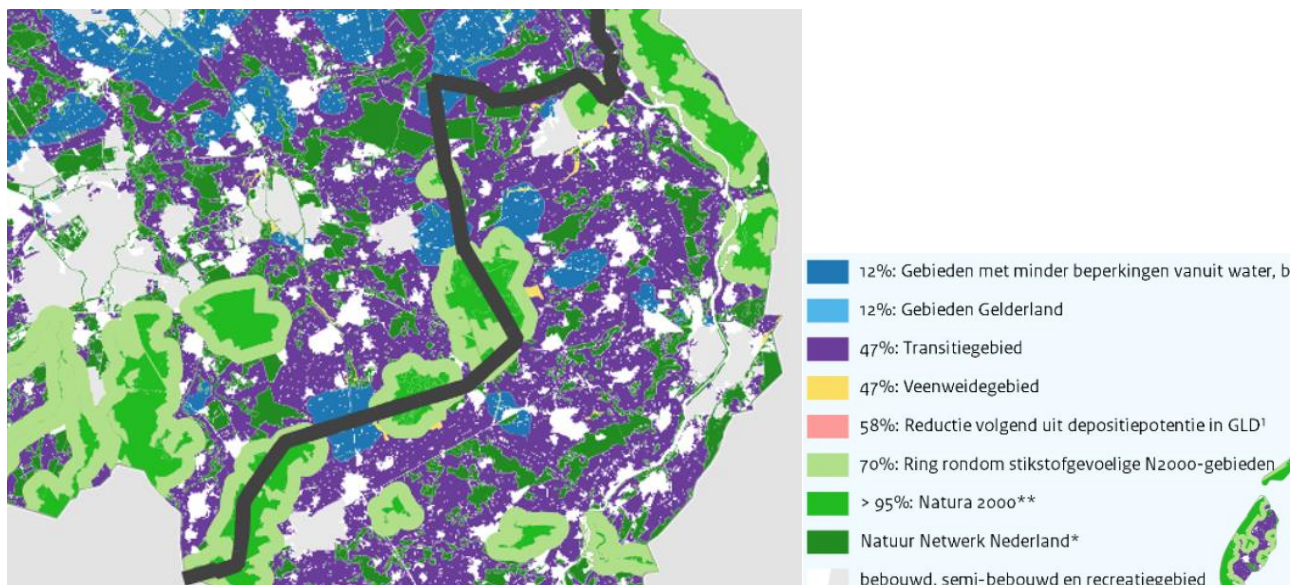 12%: Gebieden met minder beperkingen vanuit water, b
12%: Gebieden Gelderland
47%: Transitiegebied
47%: Veenweidegebied
58%: Reductie volgend uit depositiepotentie in GLD¹
70%: Ring rondom stikstofgevoelige N2000-gebieden
> 95%: Natura 2000**
Natuur Netwerk Nederland*
bebouwd, semi-bebouwd en recreatiegebied